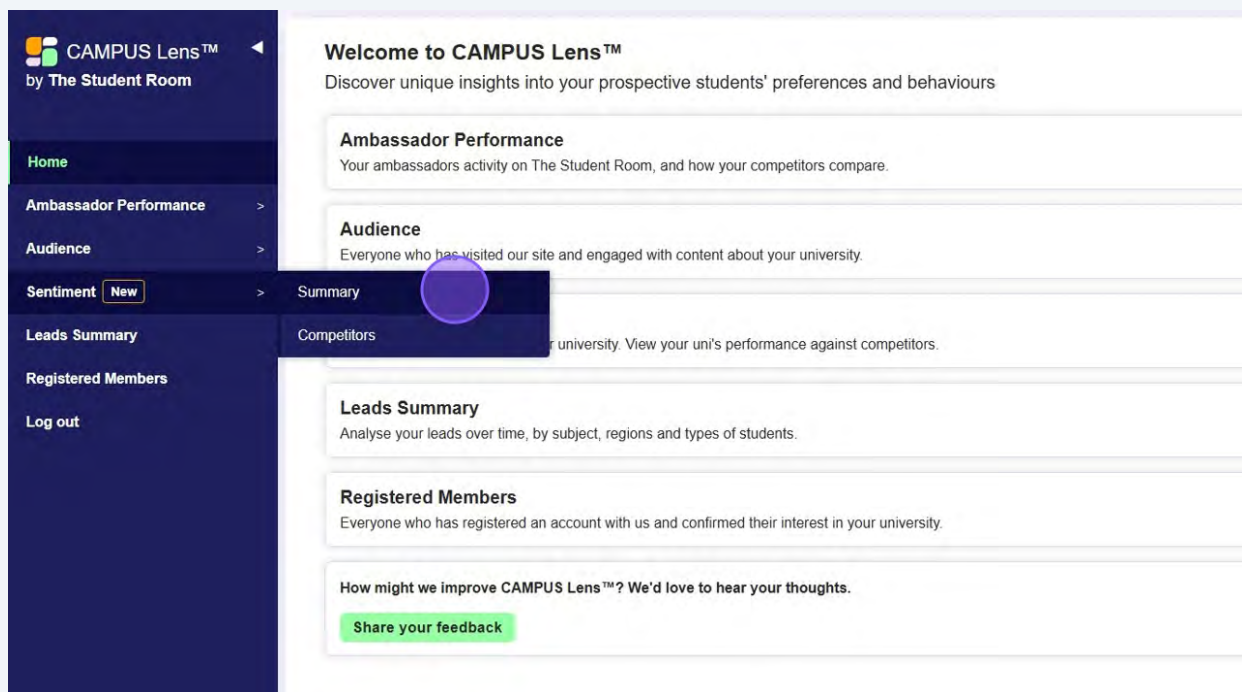 CAMPUS Lens™
by The Student Room
Home
Ambassador Performance >
Audience >
Sentiment New >
Leads Summary
Registered Members
Log out
Summary
Competitors
Welcome to CAMPUS Lens™
Discover unique insights into your prospective students' preferences and behaviours
Ambassador Performance
Your ambassadors activity on The Student Room, and how your competitors compare.
Audience
Everyone who has visited our site and engaged with content about your university.
university. View your uni's performance against competitors.
Leads Summary
Analyse your leads over time, by subject, regions and types of students.
Registered Members
Everyone who has registered an account with us and confirmed their interest in your university.
How might we improve CAMPUS Lens™? We'd love to hear your thoughts.
Share your feedback